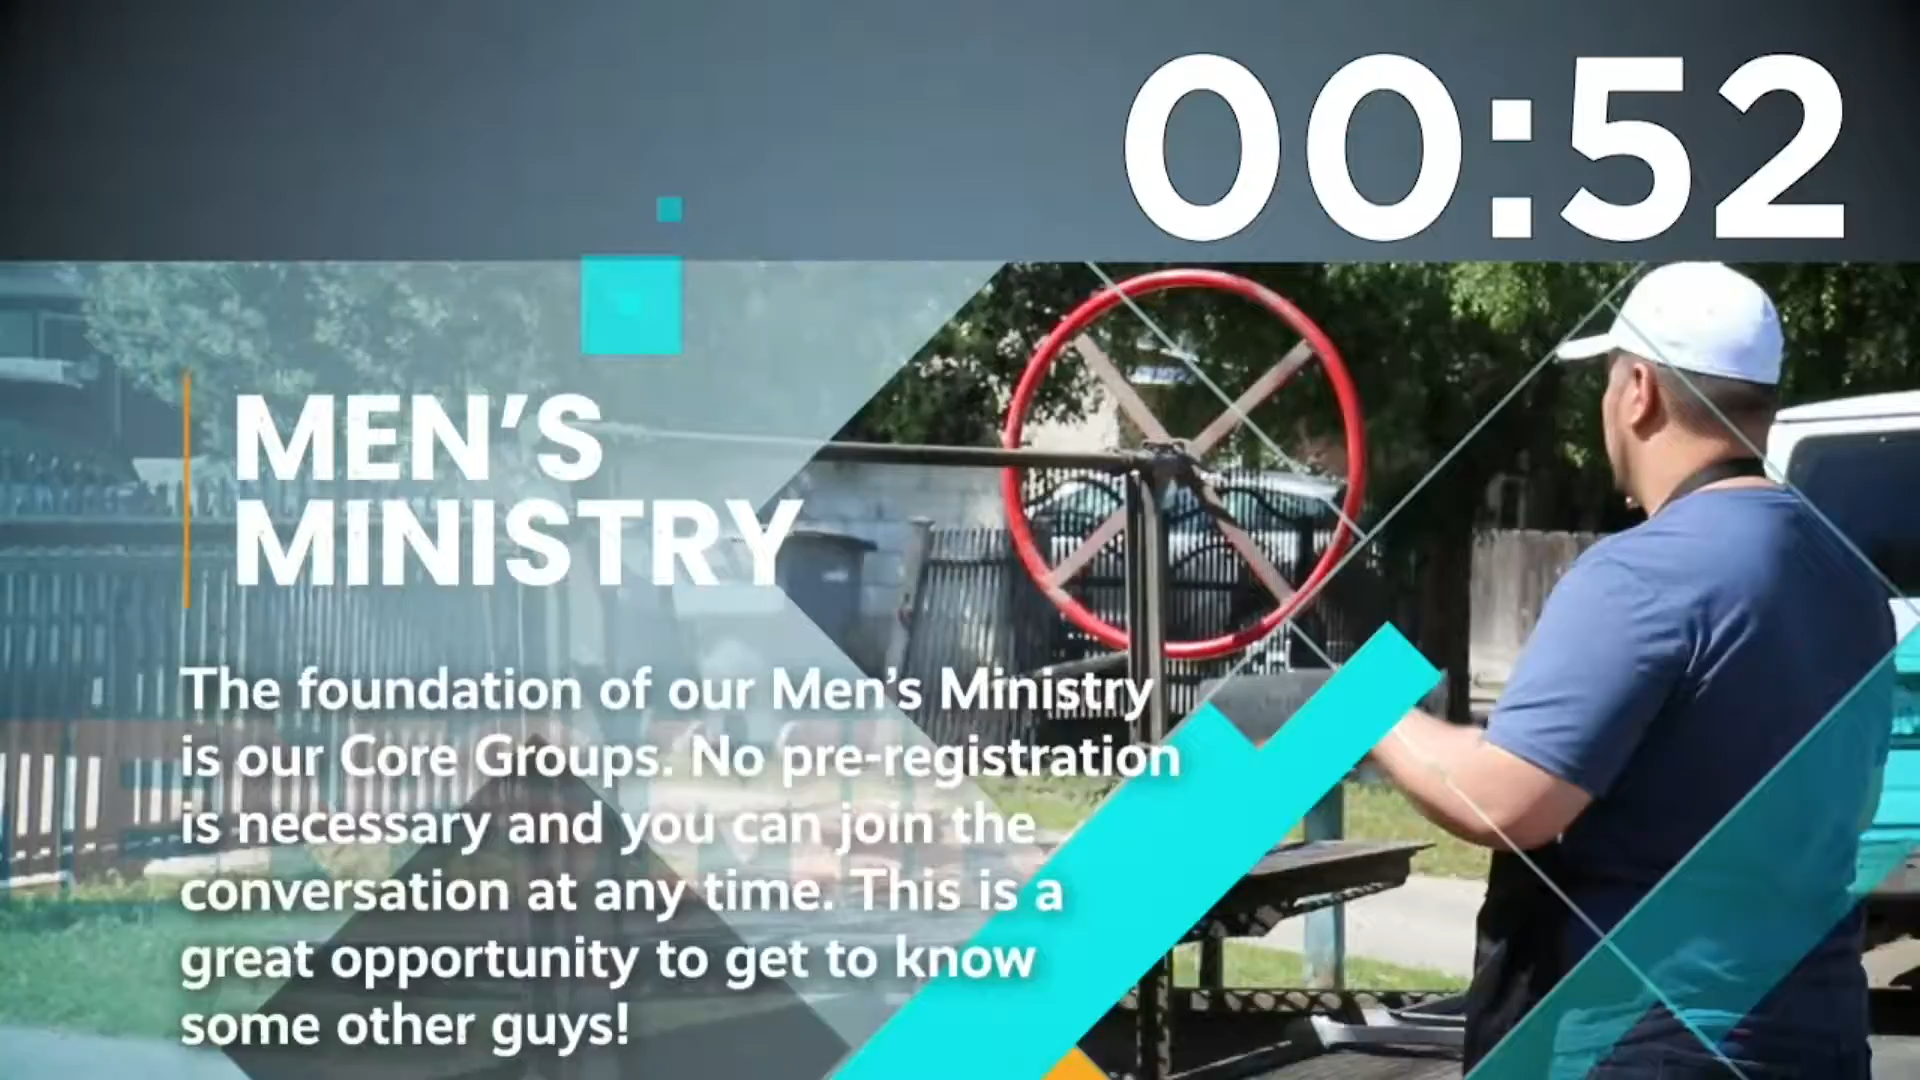 00:52
MEN'S
MINISTRY
The foundation of our Men's Ministry
is our Core Groups. No pre-registration
is necessary and you can join the
conversation at any time. This is a
great opportunity to get to know
some other guys!